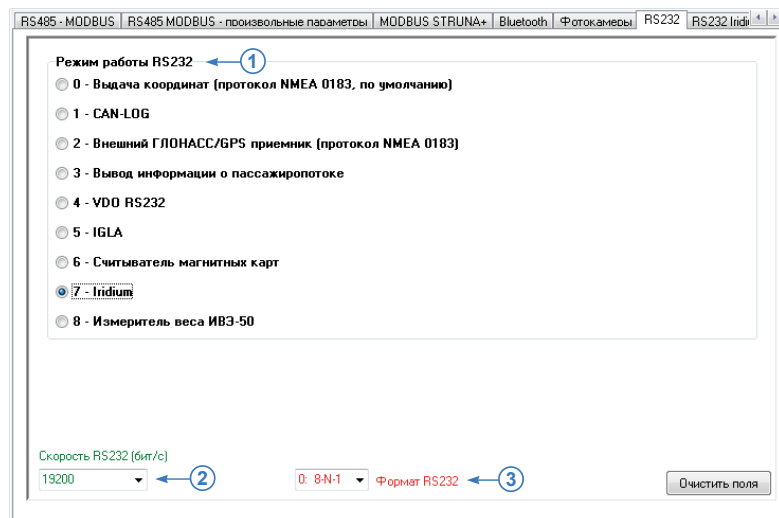 RS485 - MODBUS RS485 MODBUS - произвольные параметры MODBUS STRUNA+ Bluetooth Фотокамеры RS232 RS232 Iridi
Режим работы RS232 1
0 - Выдача координат (протокол NMEA 0183, по умолчанию)
1 - CAN-LOG
2 - Внешний ГЛОНАСС/GPS приемник (протокол NMEA 0183)
3 - Вывод информации о пассажиропотоке
4 - VDO RS232
5 - IGLA
6 - Считыватель магнитных карт
7 - Iridium
8 - Измеритель веса ИВЭ-50
Скорость RS232 (бит/с)
19200 2 0: 8-N-1 Формат RS232 3 Очистить поля